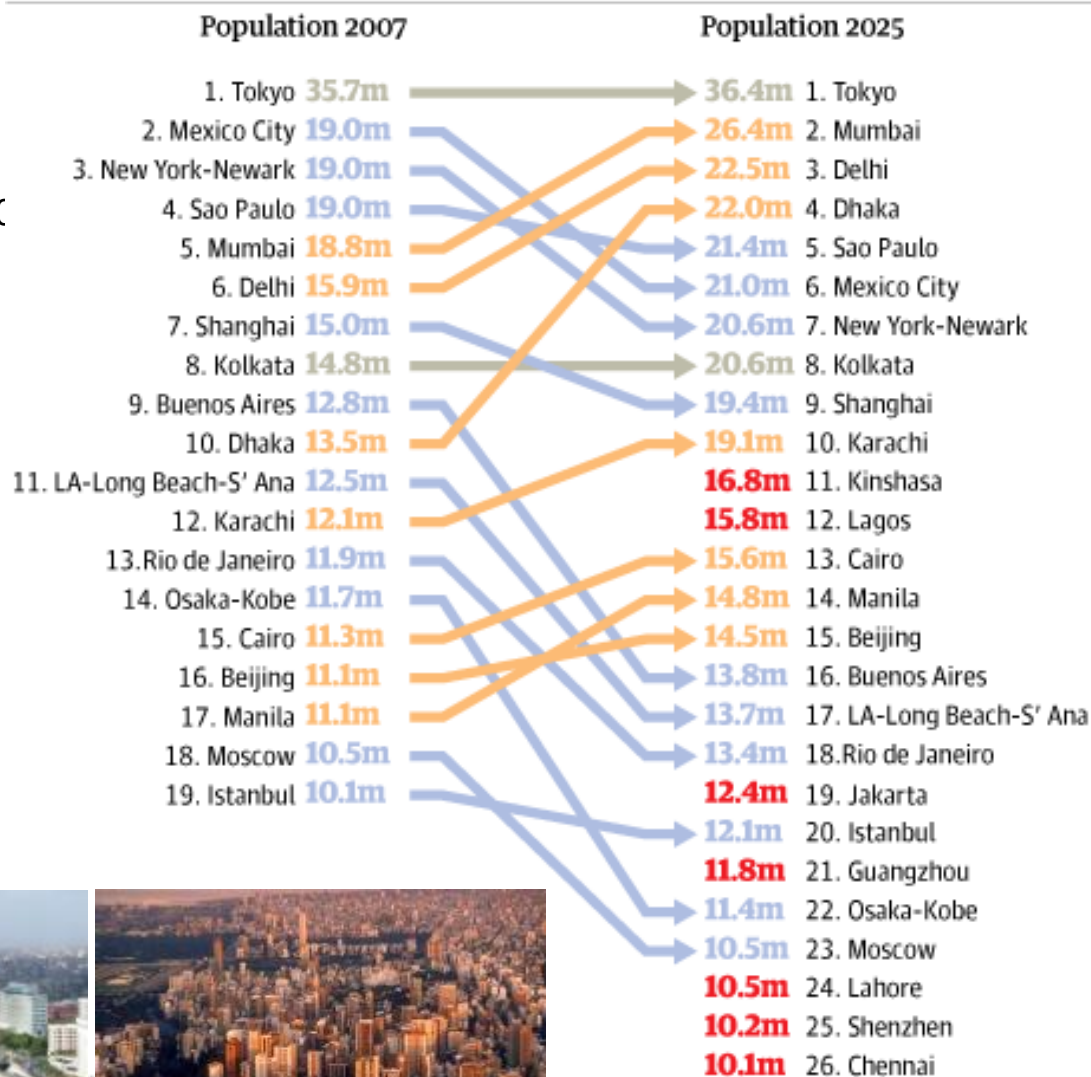 Population 2007
1. Tokyo 35.7m
2. Mexico City 19.0m
3. New York-Newark 19.0m
4. Sao Paulo 19.0m
5. Mumbai 18.8m
6. Delhi 15.9m
7. Shanghai 15.0m
8. Kolkata 14.8m
9. Buenos Aires 12.8m
10. Dhaka 13.5m
11. LA-Long Beach-S' Ana 12.5m
12. Karachi 12.1m
13.Rio de Janeiro 11.9m
14. Osaka-Kobe 11.7m
15. Cairo 11.3m
16. Beijing 11.1m
17. Manila 11.1m
18. Moscow 10.5m
19. Istanbul 10.1m
Population 2025
36.4m 1. Tokyo
26.4m 2. Mumbai
22.5m 3. Delhi
22.0m 4. Dhaka
21.4m 5. Sao Paulo
21.0m 6. Mexico City
20.6m 7. New York-Newark
20.6m 8. Kolkata
19.4m 9. Shanghai
19.1m 10. Karachi
16.8m 11. Kinshasa
15.8m 12. Lagos
15.6m 13. Cairo
14.8m 14. Manila
14.5m 15. Beijing
13.8m 16. Buenos Aires
13.7m 17. LA-Long Beach-S' Ana
13.4m 18.Rio de Janeiro
12.4m 19. Jakarta
12.1m 20. Istanbul
11.8m 21. Guangzhou
11.4m 22. Osaka-Kobe
10.5m 23. Moscow
10.5m 24. Lahore
10.2m 25. Shenzhen
10.1m 26. Chennai